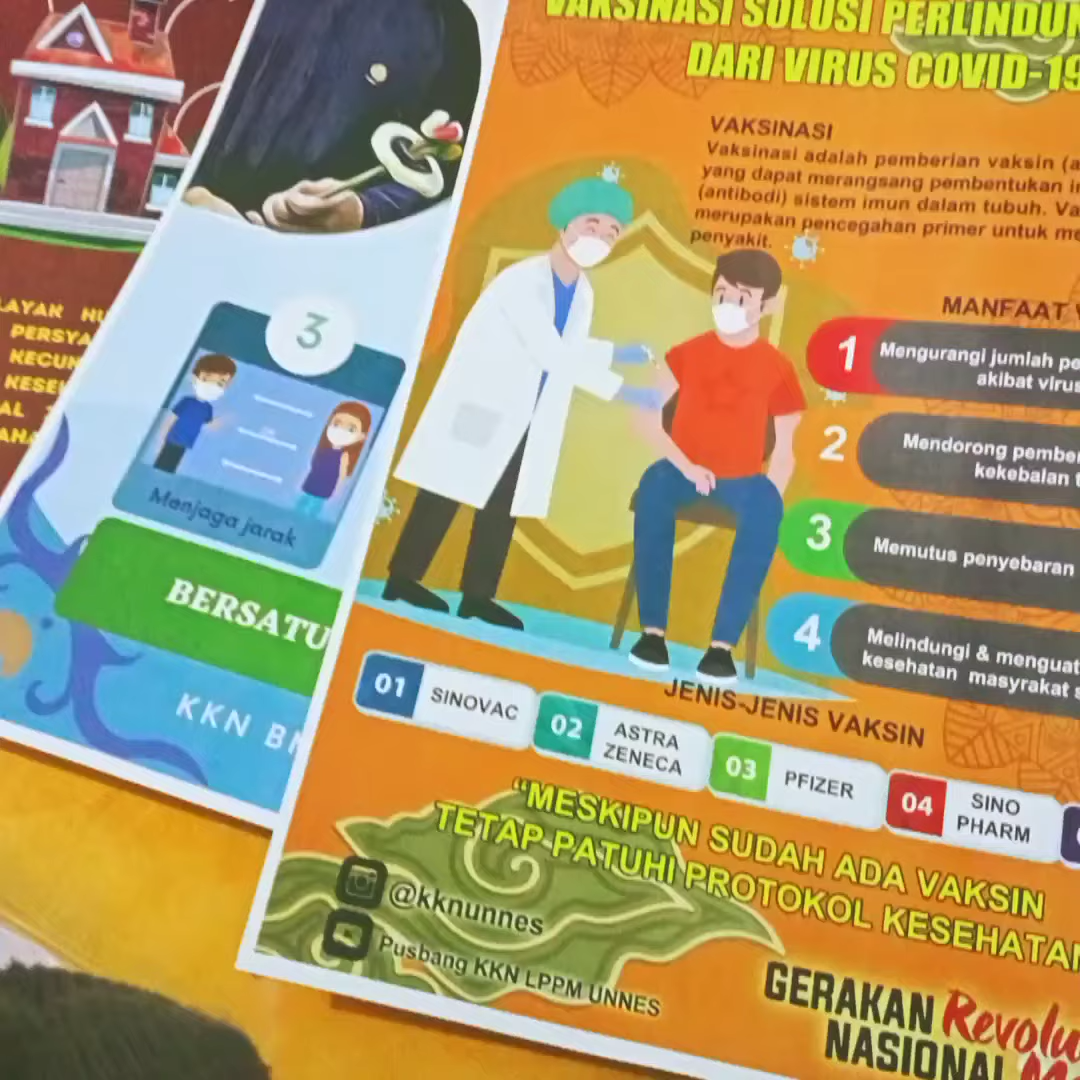 LAYAK
PERSYA
KECUN
KESE
AL
3
Menjaga jarak
BERSATU
KKN
VAKSINASI SOLUSI PERLINDUN
DARI VIRUS COVID-19
VAKSINASI
Vaksinasi adalah pemberian vaksin (a
yang dapat merangsang pembentukan i
(antibodi) sistem imun dalam tubuh. Va
merupakan pencegahan primer untuk me
penyakit.
MANFAAT
1 Mengurangi jumlah pe
akibat virus
2 Mendorong pembe
kekebalan t
3 Memutus penyebaran
4 Melindungi & menguat
kesehatan masyrakat s
JENIS-JENIS VAKSIN
01 SINOVAC
02 ASTRA
ZENECA
03 PFIZER
04 SINO
PHARM
“MESKIPUN SUDAH ADA VAKSIN
TETAP PATUHI PROTOKOL KESEHATAN
@kknunnes
Pusbang KKN LPPM UNNES
GERAKAN Revolu
NASIONAL